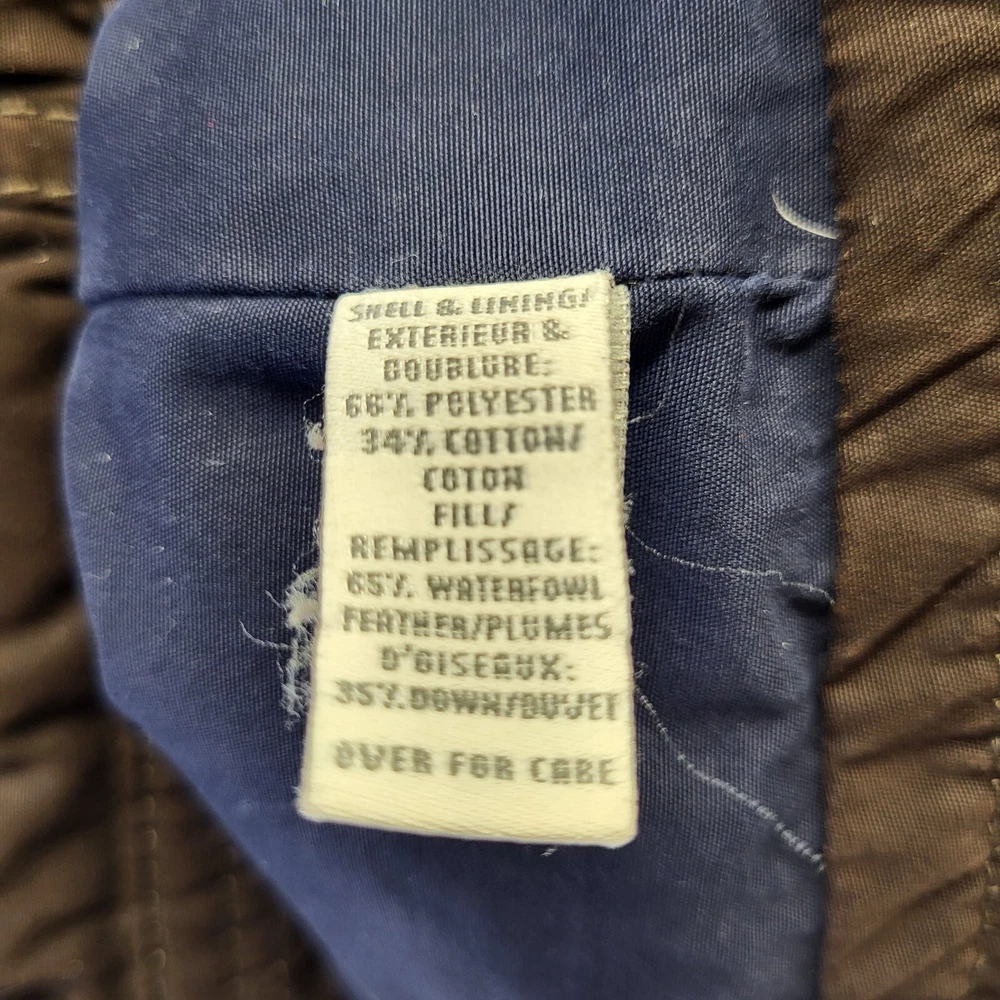 SHELL & LINING/
EXTERIEUR &
DOUBLURE:
66% POLYESTER
34% COTTON/
COTON
FILL/
REMPLISSAGE:
65% WATERFOWL
FEATHER/PLUMES
D'OISEAUX:
35% DOWN/DUVET
OVER FOR CARE